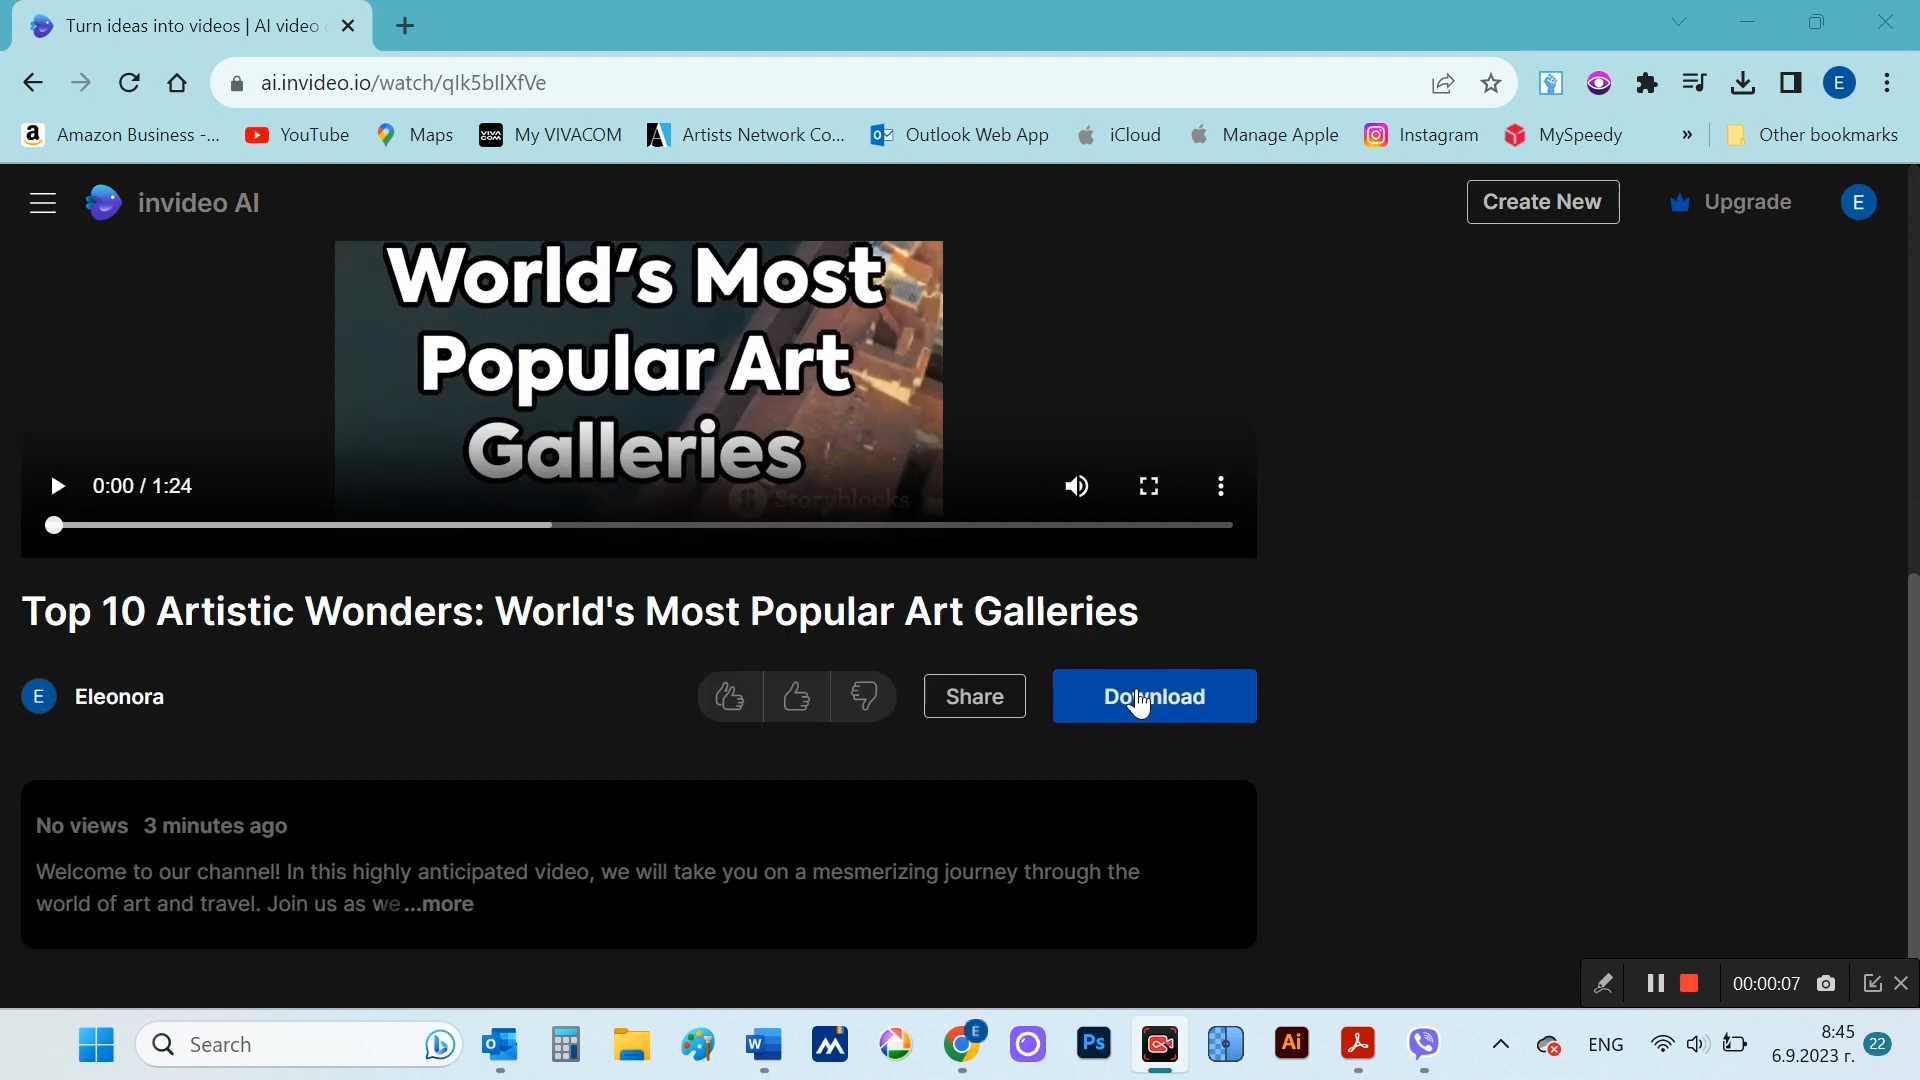 Turn ideas into videos | AI video
ai.invideo.io/watch/qIk5bIlXfVe
E
Amazon Business -...
YouTube
Maps
My VIVACOM
Artists Network Co...
Outlook Web App
iCloud
Manage Apple
Instagram
MySpeedy
»
Other bookmarks
invideo AI
Create New
Upgrade
E
World's Most
Popular Art
Galleries
Storyblocks
0:00 / 1:24
Top 10 Artistic Wonders: World's Most Popular Art Galleries
E
Eleonora
Share
Download
No views 3 minutes ago
Welcome to our channel! In this highly anticipated video, we will take you on a mesmerizing journey through the
world of art and travel. Join us as we ...more
00:00:07
Search
E
Ps
Ai
ENG
8:45
6.9.2023 г.
22